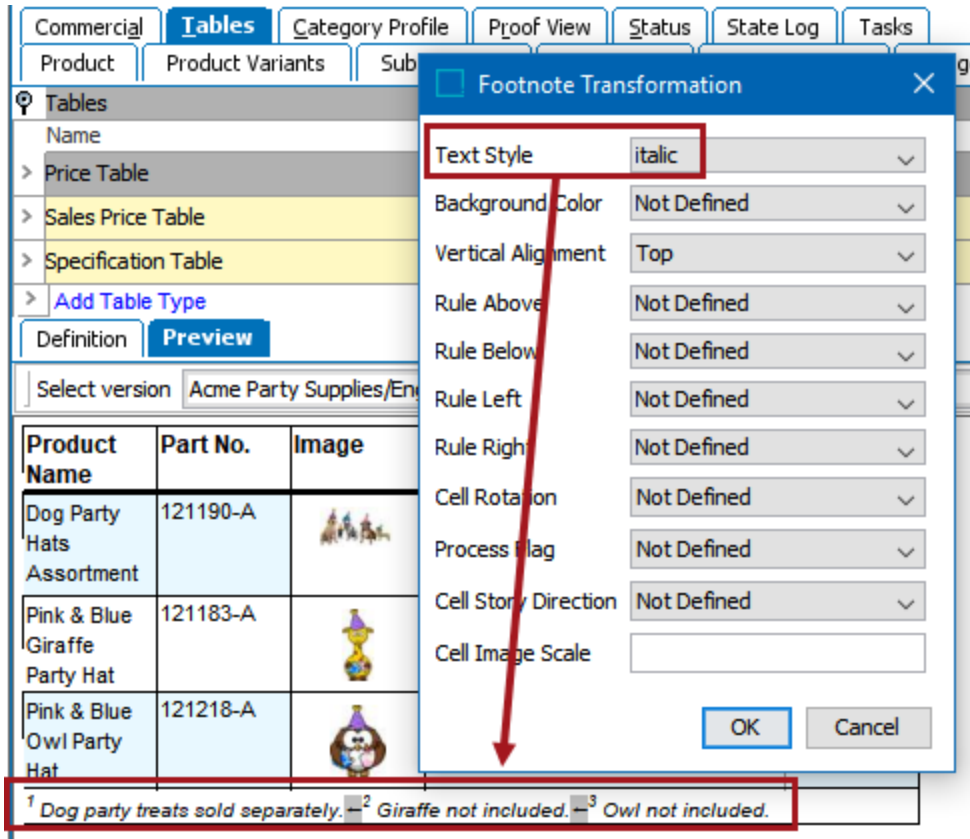 Commercial Tables Category Profile Proof View Status State Log Tasks
Product Product Variants Sub
Tables
Name
Price Table
Sales Price Table
Specification Table
Add Table Type
Definition Preview
Select version Acme Party Supplies/En
Footnote Transformation
Text Style italic
Background Color Not Defined
Vertical Alignment Top
Rule Above Not Defined
Rule Below Not Defined
Rule Left Not Defined
Rule Right Not Defined
Cell Rotation Not Defined
Process Flag Not Defined
Cell Story Direction Not Defined
Cell Image Scale
OK Cancel
Product Name Part No. Image
Dog Party 121190-A
Hats
Assortment
Pink & Blue 121183-A
Giraffe
Party Hat
Pink & Blue 121218-A
Owl Party
Hat
1 Dog party treats sold separately.←2 Giraffe not included.←3 Owl not included.